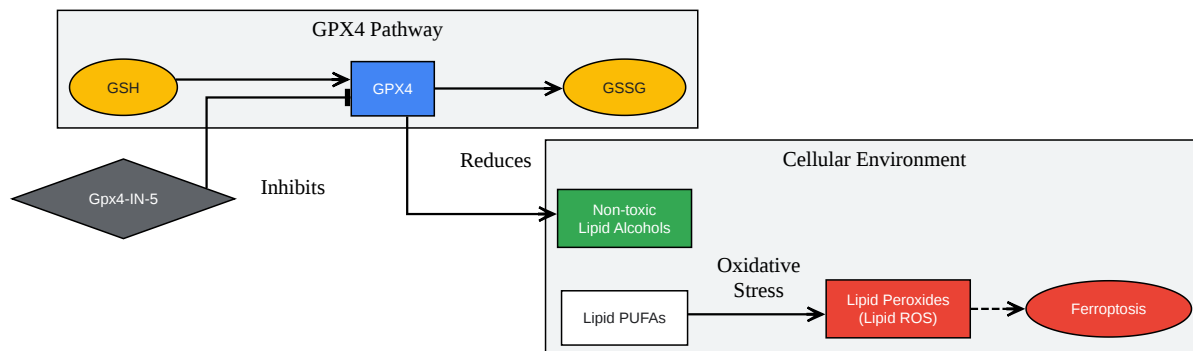 GPX4 Pathway
GSH
GPX4
GSSG
Gpx4-IN-5
Inhibits
Reduces
Cellular Environment
Non-toxic
Lipid Alcohols
Oxidative
Stress
Lipid PUFAs
Lipid Peroxides
(Lipid ROS)
Ferroptosis